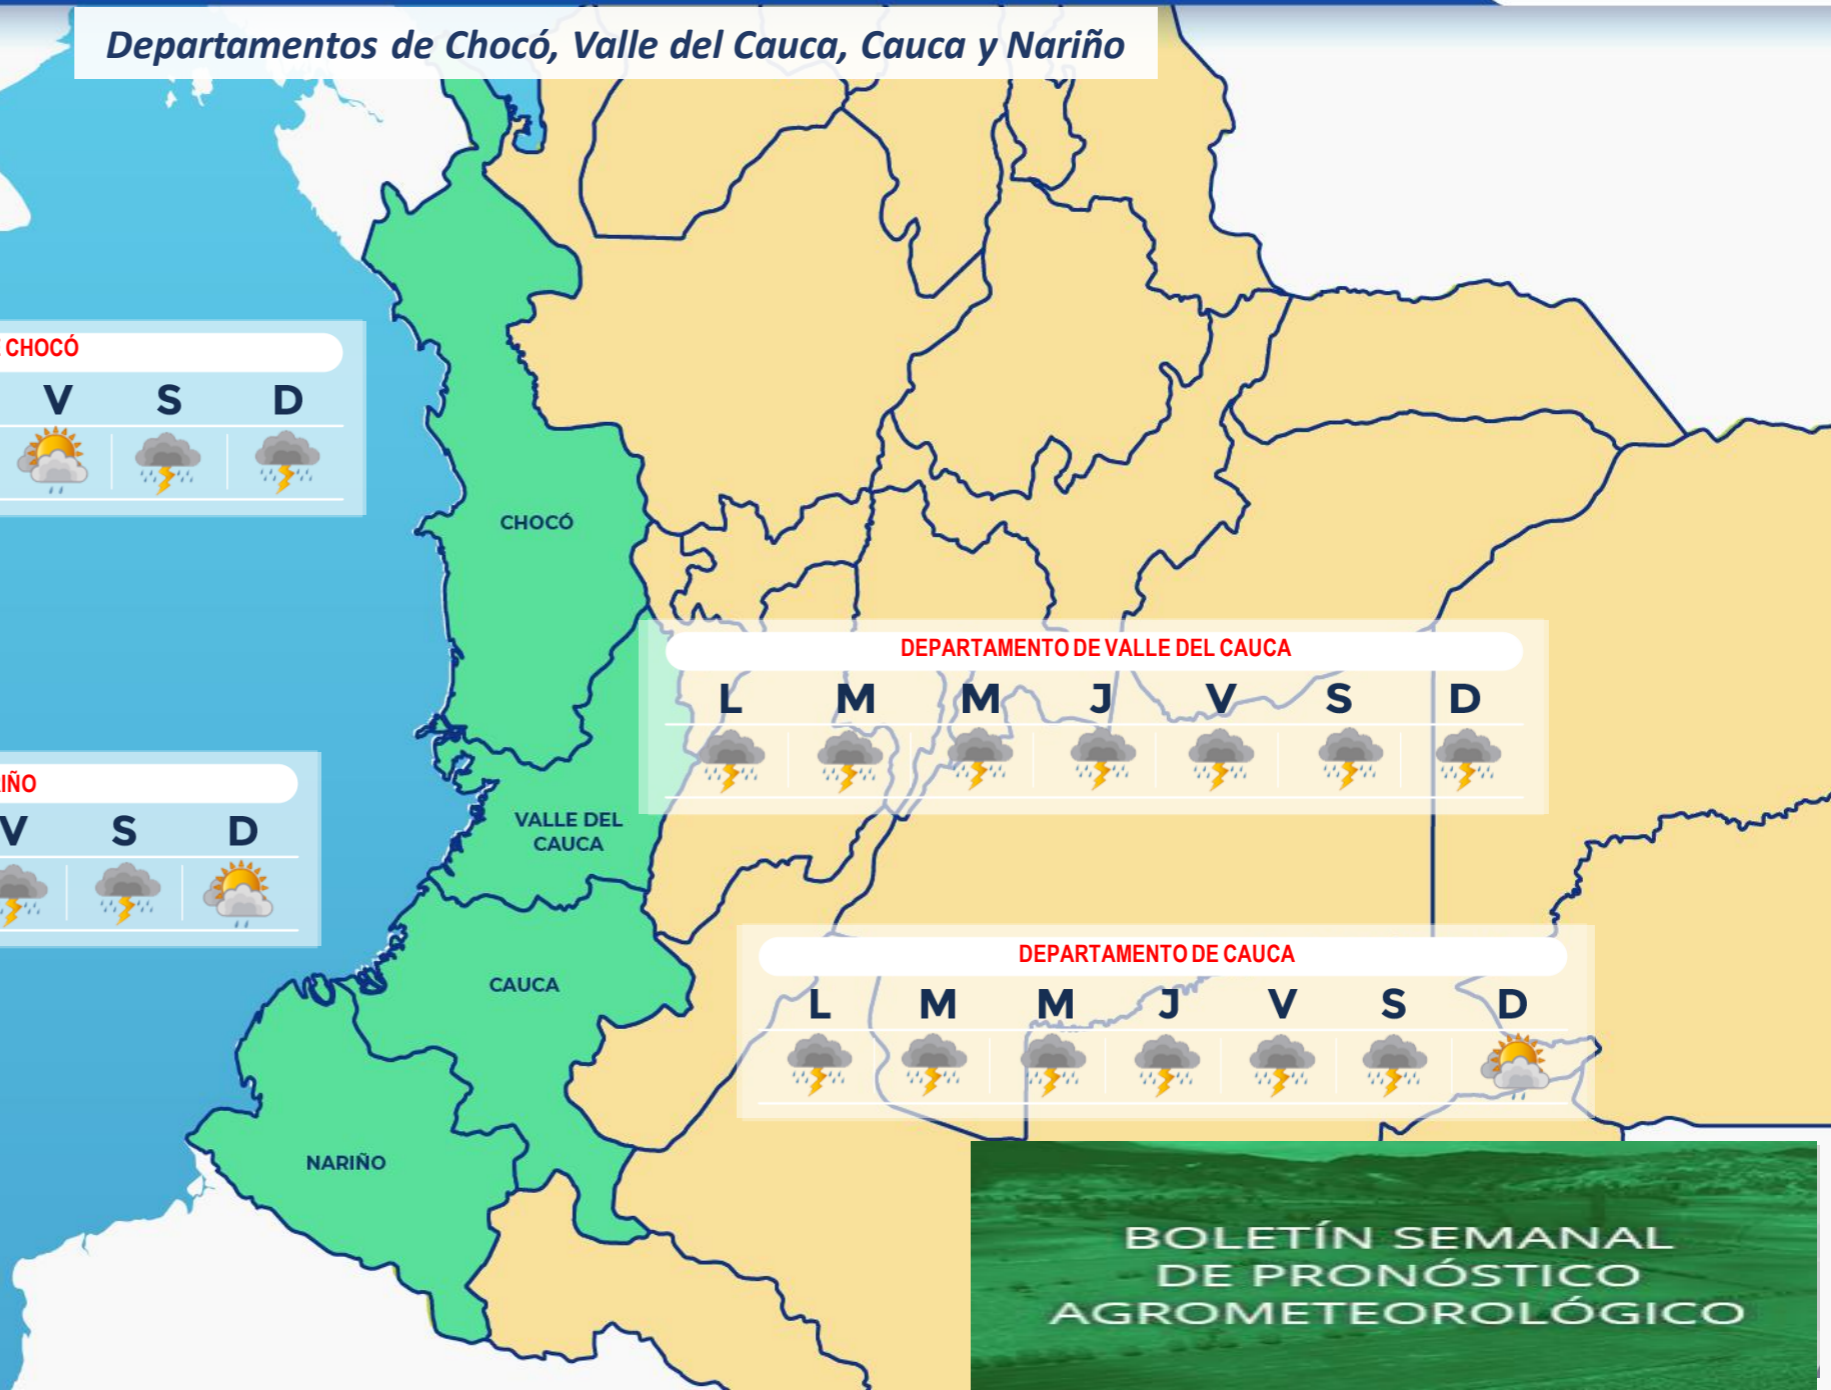 Departamentos de Chocó, Valle del Cauca, Cauca y Nariño
CHOCÓ
V S D
CHOCÓ
DEPARTAMENTO DE VALLE DEL CAUCA
L M M J V S D
V S D
VALLE DEL
CAUCA
DEPARTAMENTO DE CAUCA
L M M J V S D
CAUCA
NARIÑO
BOLETÍN SEMANAL
DE PRONÓSTICO
AGROMETEOROLÓGICO